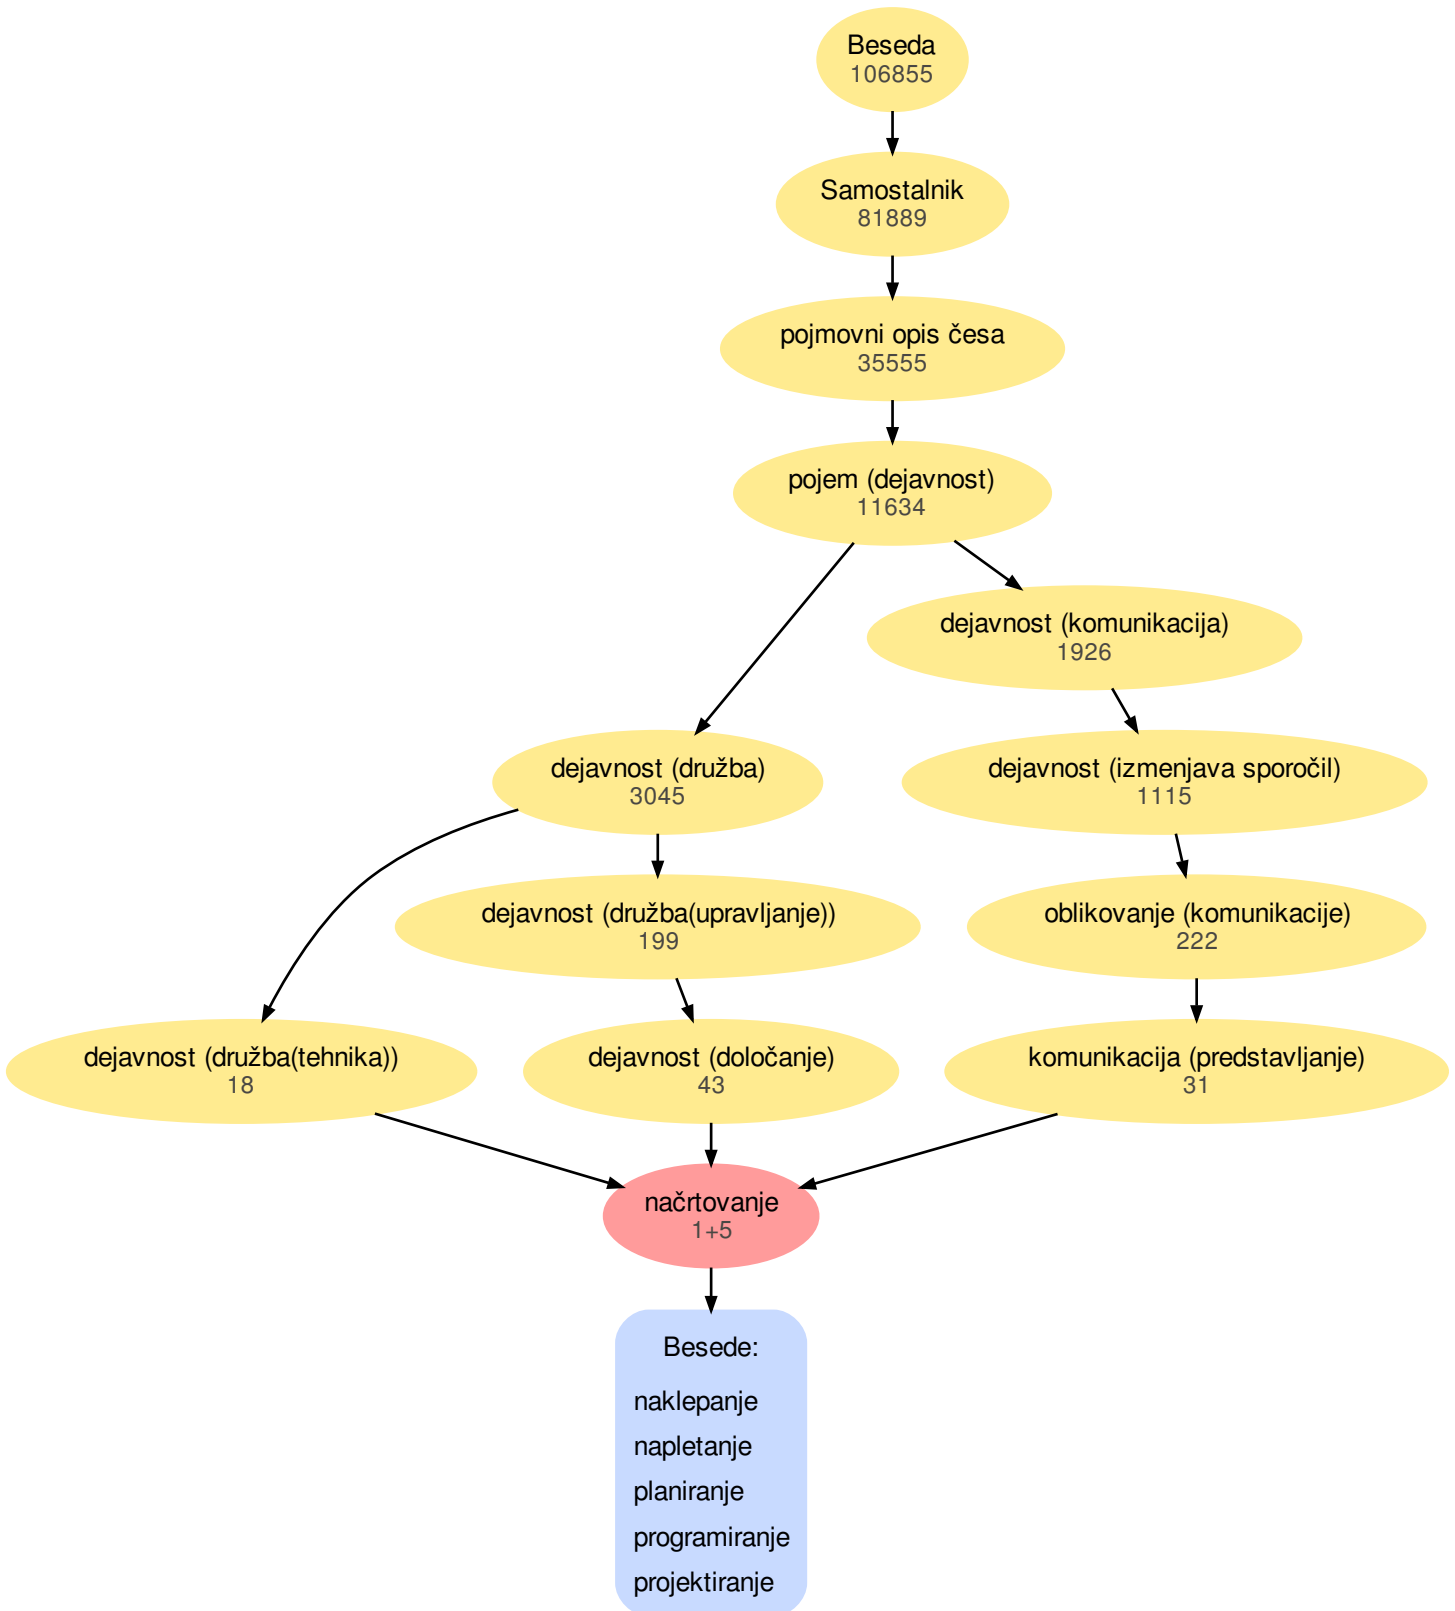 Beseda
106855
Samostalnik
81889
pojmovni opis česa
35555
pojem (dejavnost)
11634
dejavnost (komunikacija)
1926
dejavnost (družba)
3045
dejavnost (izmenjava sporočil)
1115
dejavnost (družba(upravljanje))
199
oblikovanje (komunikacije)
222
dejavnost (družba(tehnika))
18
dejavnost (določanje)
43
komunikacija (predstavljanje)
31
načrtovanje
1+5
Besede:
naklepanje
napletanje
planiranje
programiranje
projektiranje